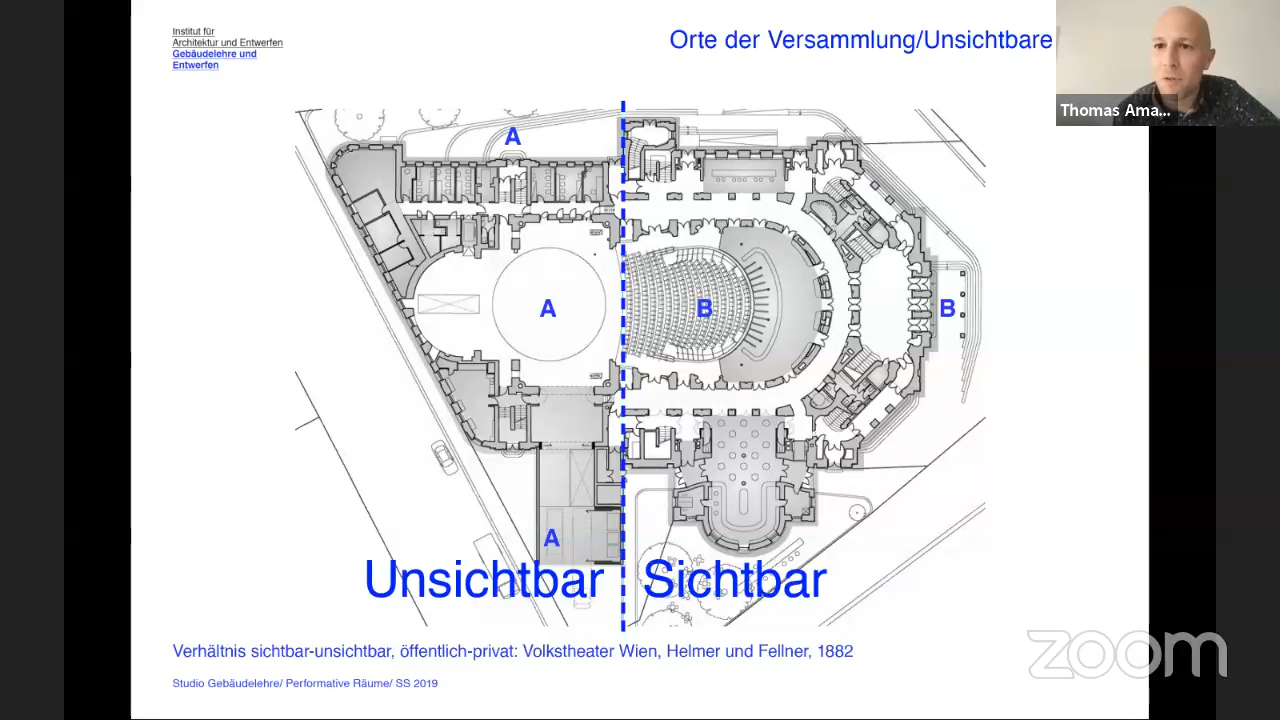 Institut für
Architektur und Entwerfen
Gebäudelehre und
Entwerfen
Orte der Versammlung/Unsichtbare
Thomas Ama...
A
A
B
B
A
Unsichtbar
Sichtbar
Verhältnis sichtbar-unsichtbar, öffentlich-privat: Volkstheater Wien, Helmer und Fellner, 1882
Studio Gebäudelehre/ Performative Räume/ SS 2019
zoom